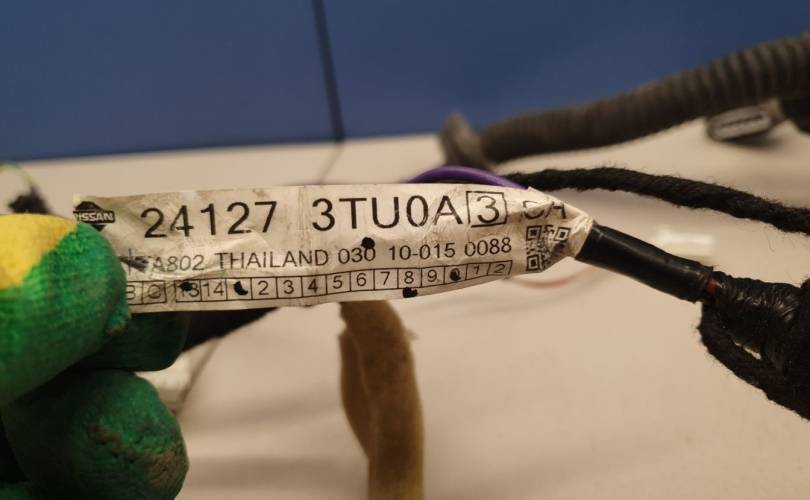 NISSAN 24127 3TU0A 3 CA
A802 THAILAND 030 10-015 0088
13 14 2 3 4 5 6 7 8 9 1 2